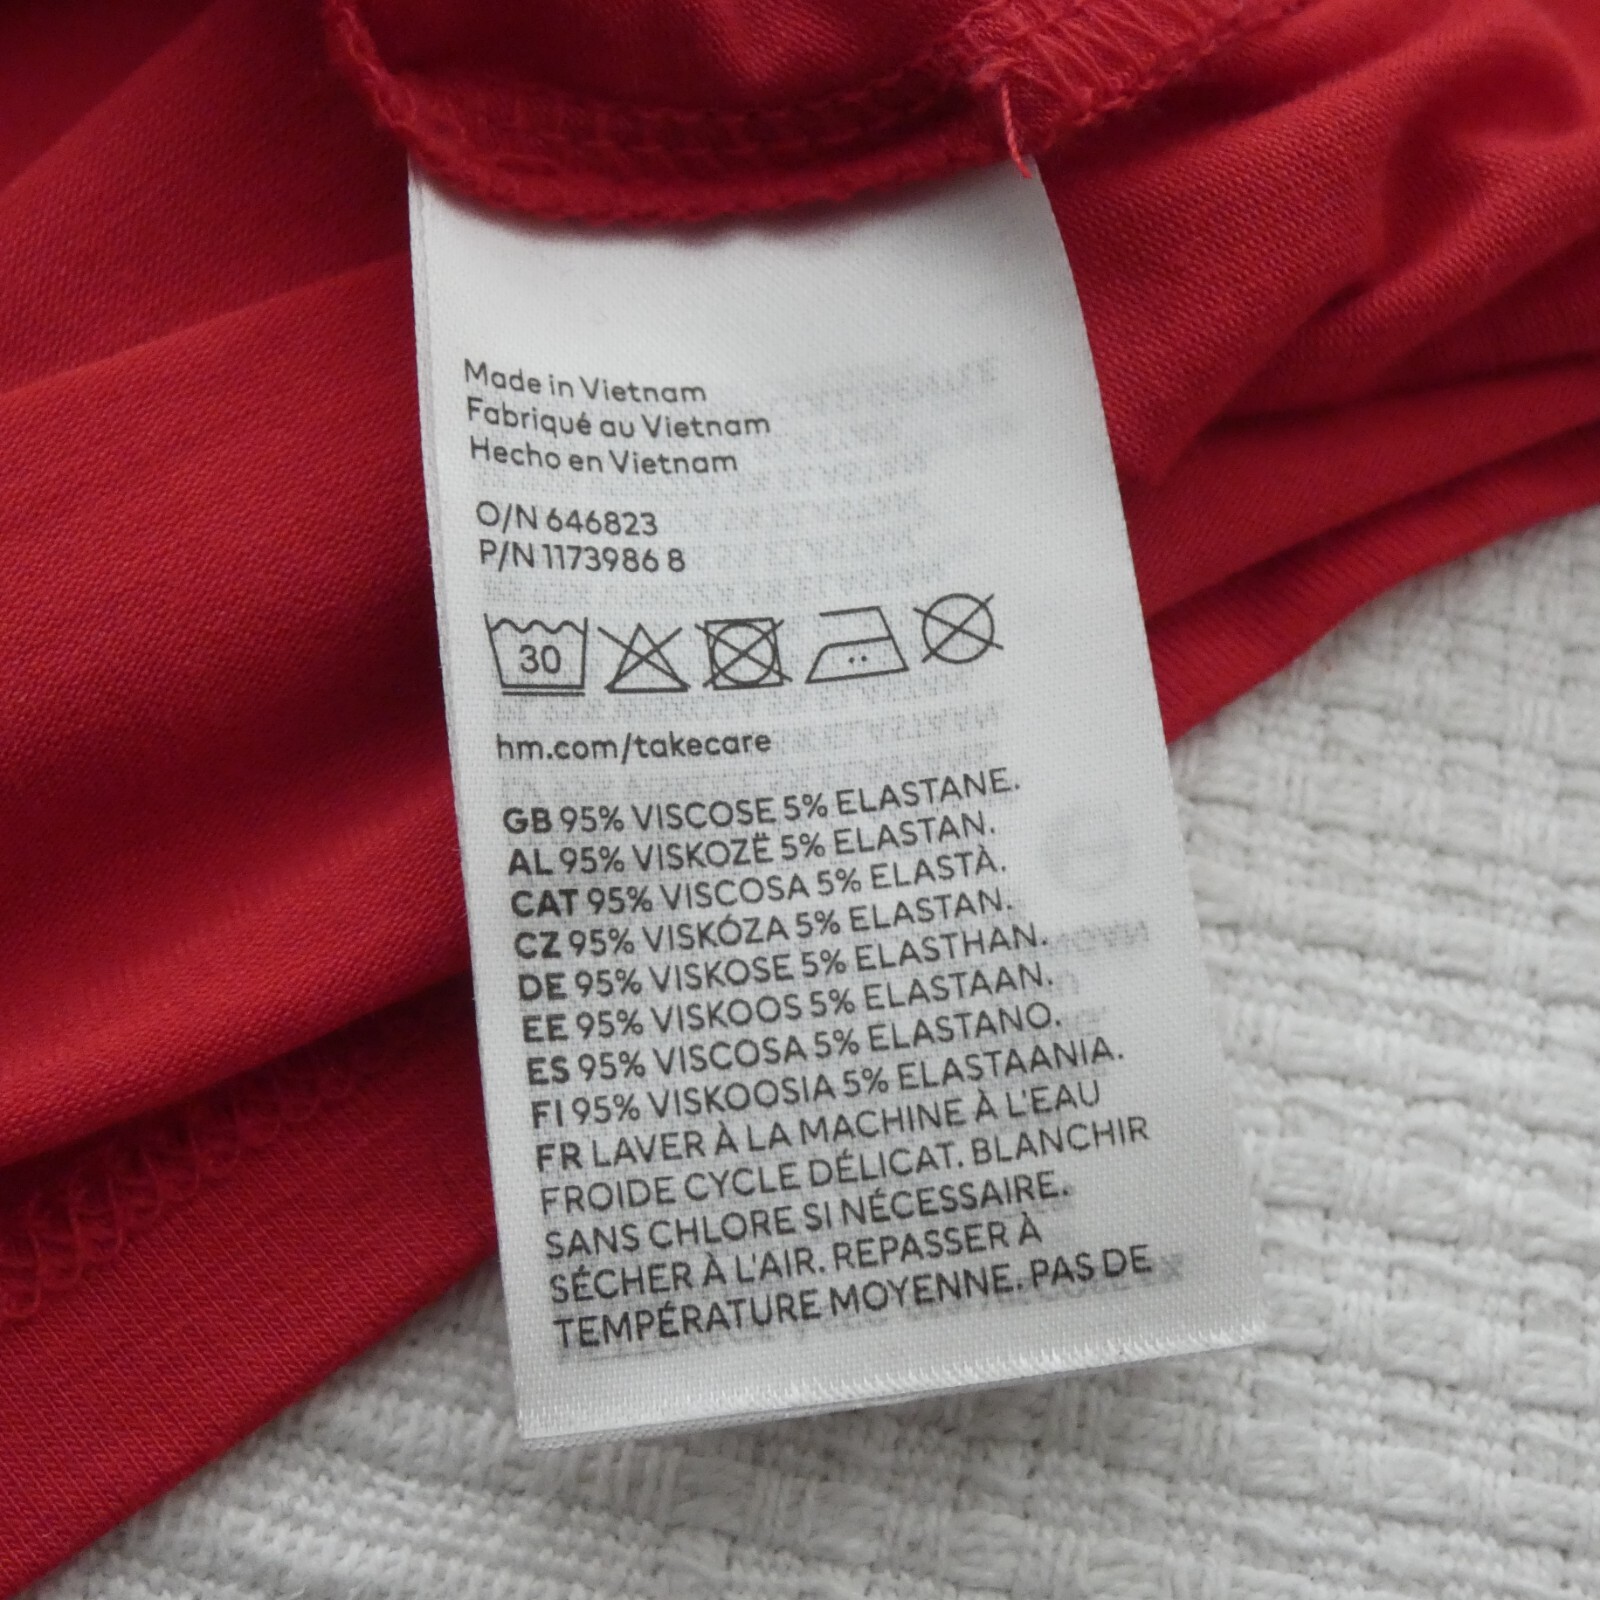 Made in Vietnam
Fabriqué au Vietnam
Hecho en Vietnam
O/N 646823
P/N 1173986 8
30
hm.com/takecare
GB 95% VISCOSE 5% ELASTANE.
AL 95% VISKOZË 5% ELASTAN.
CAT 95% VISCOSA 5% ELASTÀ.
CZ 95% VISKÓZA 5% ELASTAN.
DE 95% VISKOSE 5% ELASTHAN.
EE 95% VISKOOS 5% ELASTAAN.
ES 95% VISCOSA 5% ELASTANO.
FI 95% VISKOOSIA 5% ELASTAANIA.
FR LAVER À LA MACHINE À L'EAU
FROIDE CYCLE DÉLICAT. BLANCHIR
SANS CHLORE SI NÉCESSAIRE.
SÉCHER À L'AIR. REPASSER À
TEMPÉRATURE MOYENNE. PAS DE